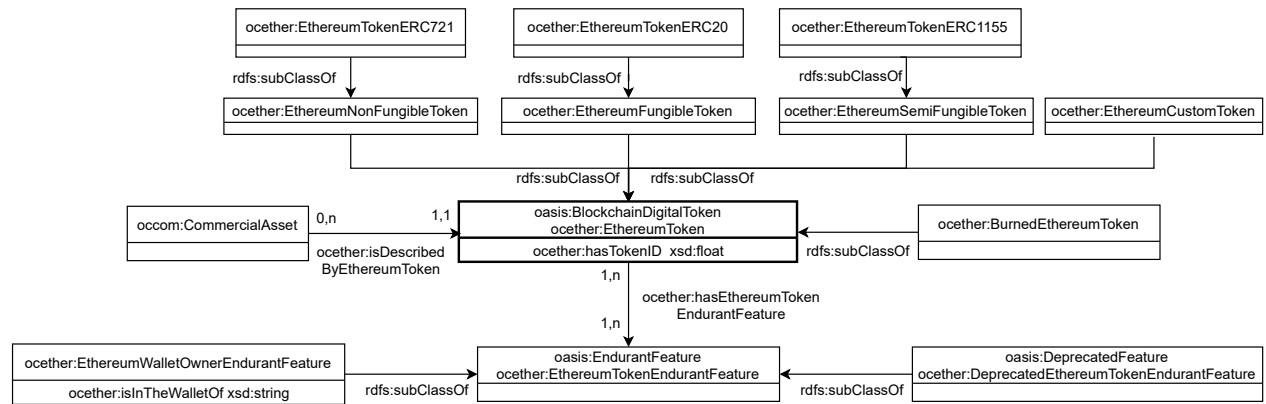 ocether:EthereumTokenERC721
ocether:EthereumTokenERC20
ocether:EthereumTokenERC1155
rdfs:subClassOf
rdfs:subClassOf
rdfs:subClassOf
ocether:EthereumNonFungibleToken
ocether:EthereumFungibleToken
ocether:EthereumSemiFungibleToken
ocether:EthereumCustomToken
rdfs:subClassOf
rdfs:subClassOf
occom:CommercialAsset
0,n
1,1
ocether:isDescribed
ByEthereumToken
oasis:BlockchainDigitalToken
ocether:EthereumToken
ocether:hasTokenID xsd:float
ocether:BurnedEthereumToken
rdfs:subClassOf
1,n
ocether:hasEthereumToken
EndurantFeature
1,n
ocether:EthereumWalletOwnerEndurantFeature
ocether:isInTheWalletOf xsd:string
rdfs:subClassOf
oasis:EndurantFeature
ocether:EthereumTokenEndurantFeature
rdfs:subClassOf
oasis:DeprecatedFeature
ocether:DeprecatedEthereumTokenEndurantFeature